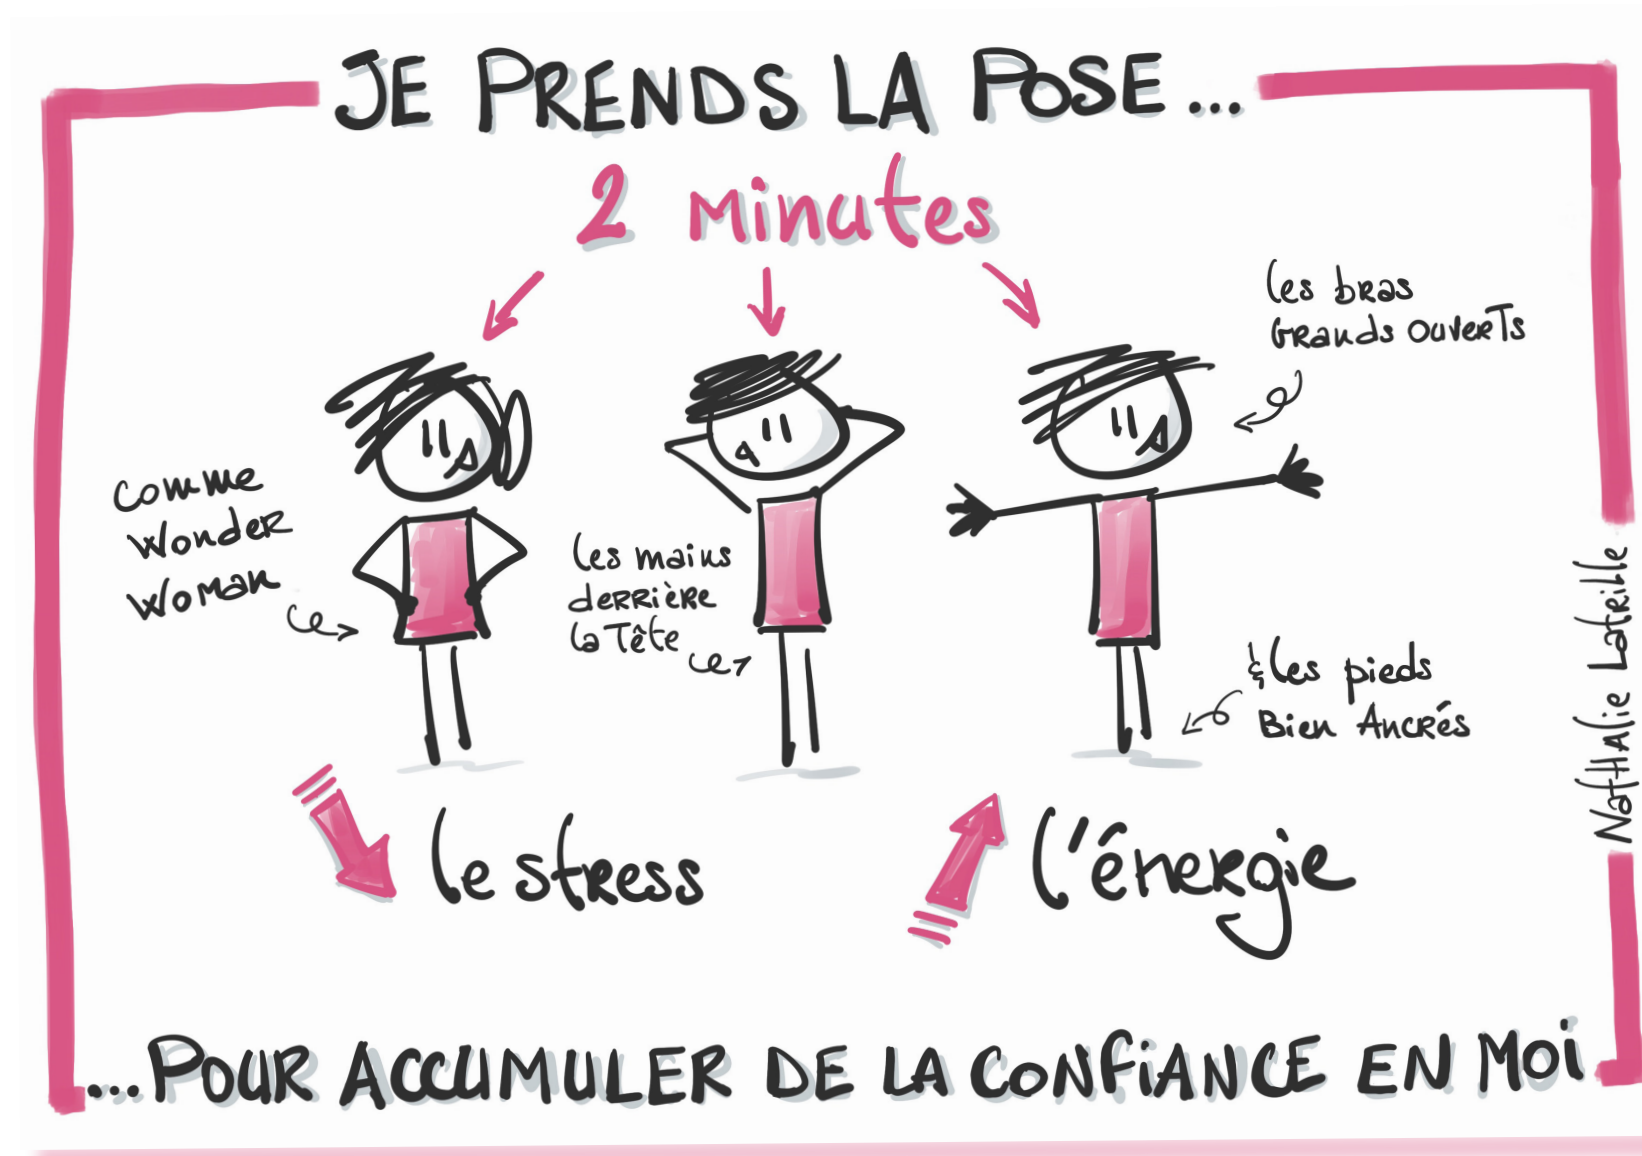 JE PRENDS LA POSE...
2 Minutes
comme
Wonder
Woman
les mains
derrière
la Tête
les bras
Grands ouverts
& les pieds
Bien Ancrés
le stress
l'énergie
...POUR ACCUMULER DE LA CONFiANCE EN MOi
Nathalie Latrille